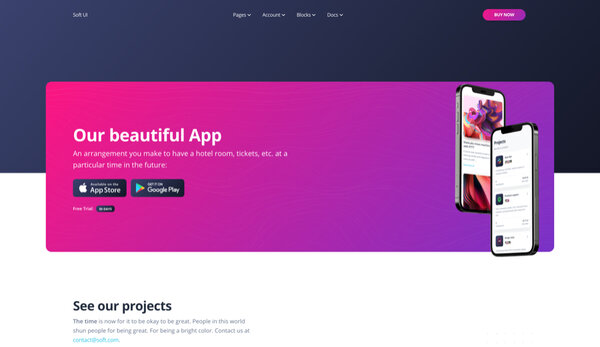 Soft UI
Pages
Account
Blocks
Docs
BUY NOW
Our beautiful App
An arrangement you make to have a hotel room, tickets, etc. at a
particular time in the future:
Available on the
App Store
GET IT ON
Google Play
Free Trial:
30 DAYS
Projects
See our projects
The time is now for it to be okay to be great. People in this world
shun people for being great. For being a bright color. Contact us at
contact@soft.com.